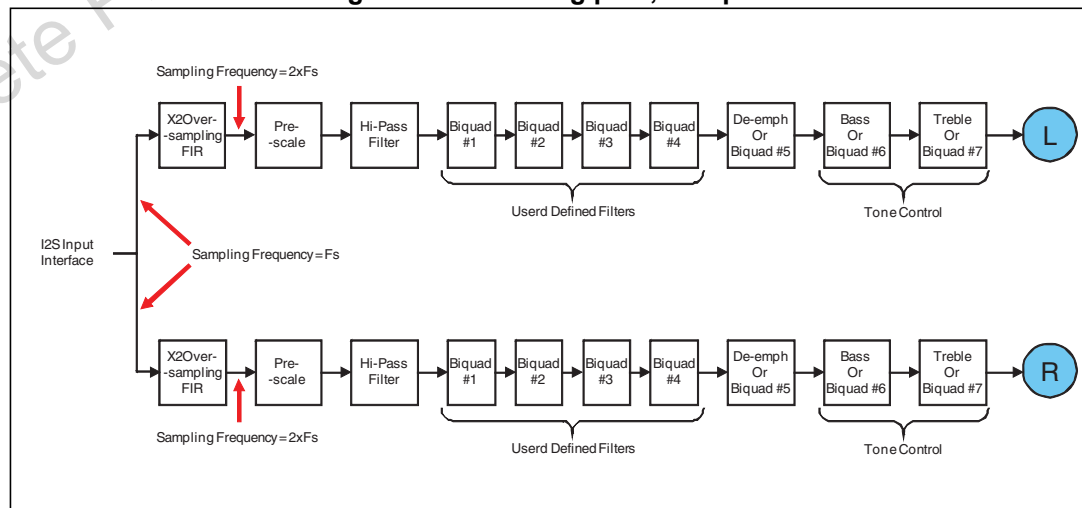 Sampling Frequency = 2xFs
X2Over-
-sampling
FIR
Pre-
-scale
Hi-Pass
Filter
Biquad
#1
Biquad
#2
Biquad
#3
Biquad
#4
De-emph
Or
Biquad #5
Bass
Or
Biquad #6
Treble
Or
Biquad #7
L
Userd Defined Filters
Tone Control
I2S Input
Interface
Sampling Frequency = Fs
X2Over-
-sampling
FIR
Pre-
-scale
Hi-Pass
Filter
Biquad
#1
Biquad
#2
Biquad
#3
Biquad
#4
De-emph
Or
Biquad #5
Bass
Or
Biquad #6
Treble
Or
Biquad #7
R
Sampling Frequency = 2xFs
Userd Defined Filters
Tone Control